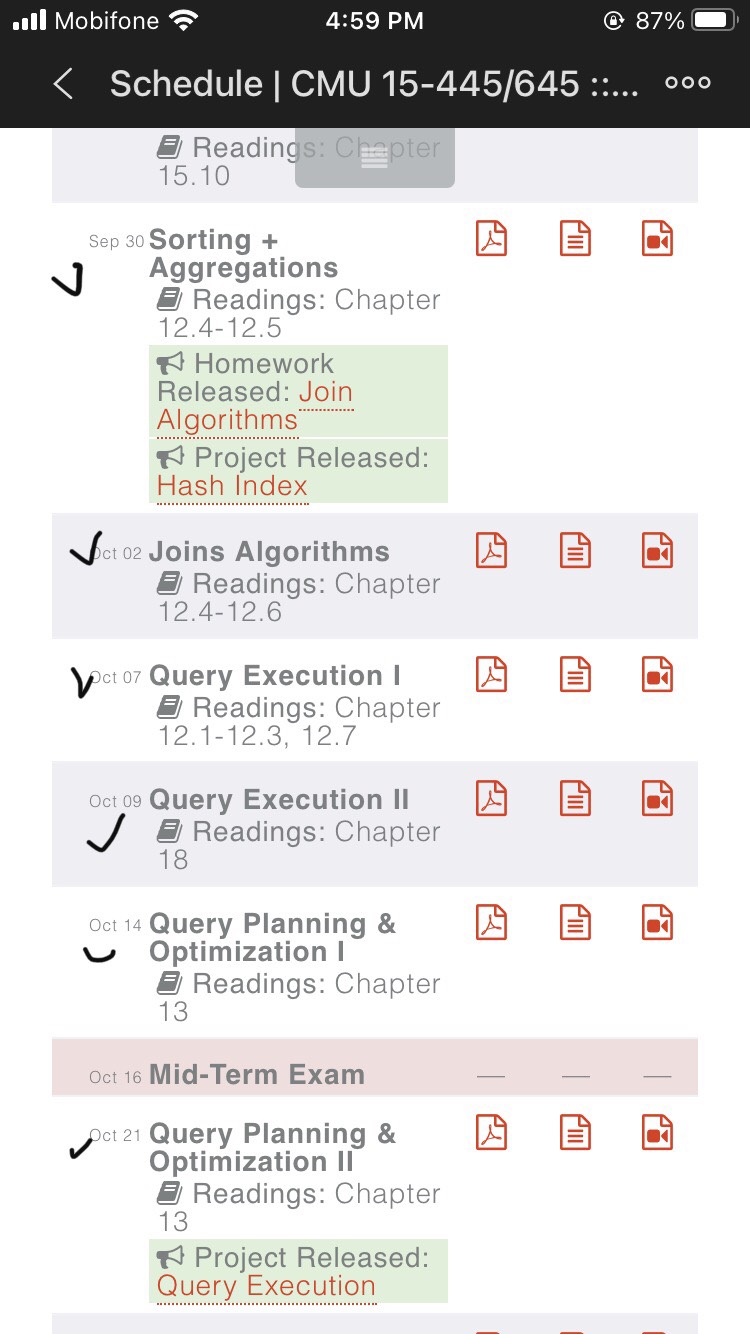 Mobifone 4:59 PM 87%
Schedule | CMU 15-445/645 ::...
Readings: Chapter
15.10
Sep 30 Sorting +
Aggregations
Readings: Chapter
12.4-12.5
Homework
Released: Join
Algorithms
Project Released:
Hash Index
Oct 02 Joins Algorithms
Readings: Chapter
12.4-12.6
Oct 07 Query Execution I
Readings: Chapter
12.1-12.3, 12.7
Oct 09 Query Execution II
Readings: Chapter
18
Oct 14 Query Planning &
Optimization I
Readings: Chapter
13
Oct 16 Mid-Term Exam — — —
Oct 21 Query Planning &
Optimization II
Readings: Chapter
13
Project Released:
Query Execution